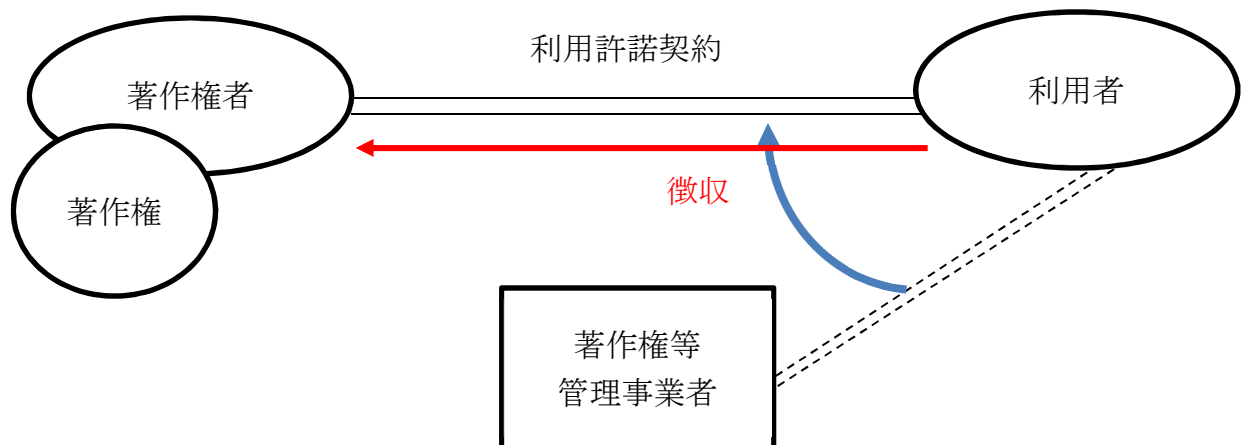 利用許諾契約
著作権者
利用者
徴収
著作権
著作権等
管理事業者